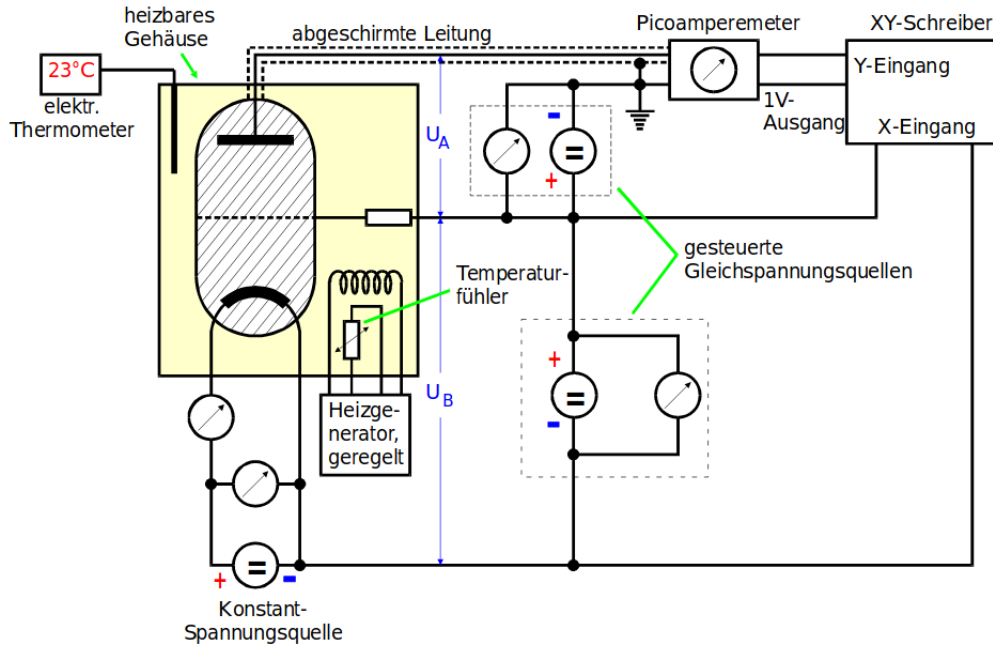 heizbares
Gehäuse
abgeschirmte Leitung
Picoamperemeter
XY-Schreiber
23°C
elektr.
Thermometer
Y-Eingang
1V-
Ausgang
X-Eingang
U_A
-
=
+
gesteuerte
Gleichspannungsquellen
Temperatur-
fühler
U_B
+
=
-
Heizge-
nerator,
geregelt
+
=
-
Konstant-
Spannungsquelle